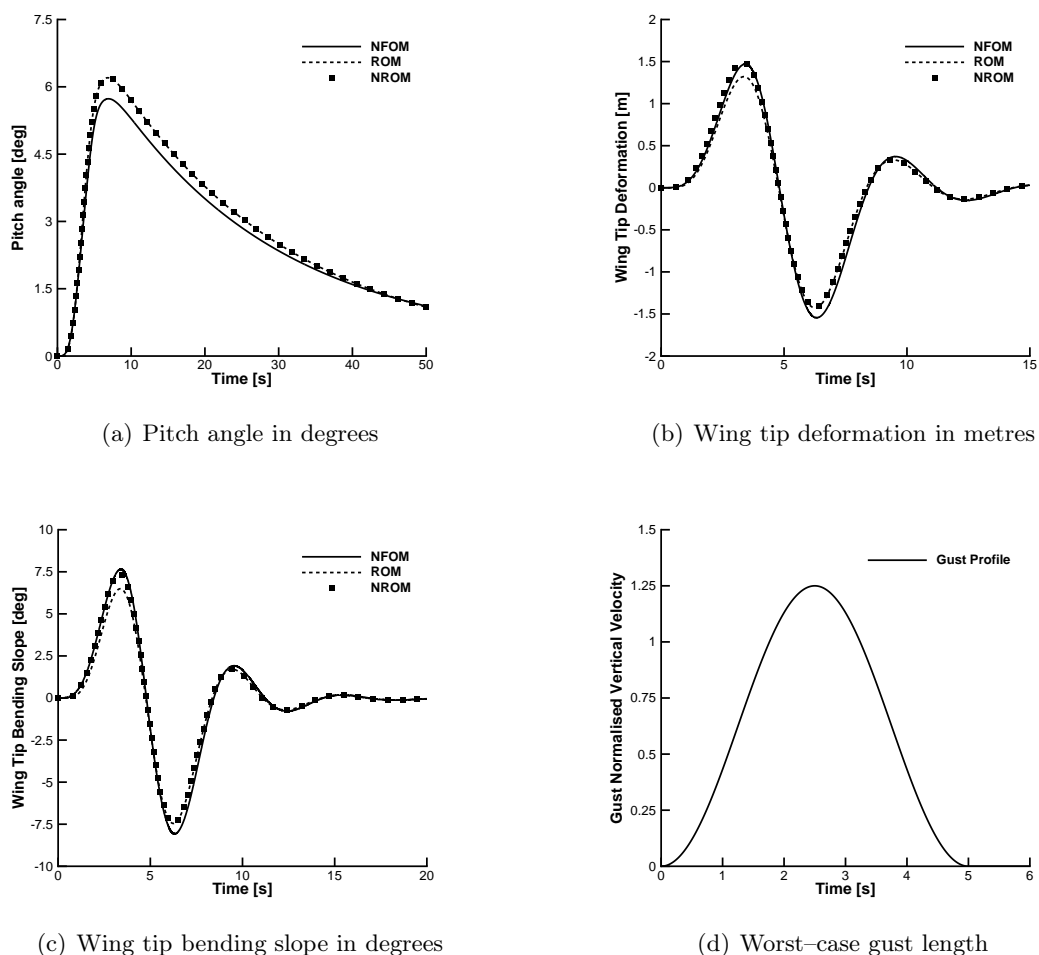 7.5
6
4.5
3
1.5
0
Pitch angle [deg]
NFOM
ROM
NROM
0 10 20 30 40 50
Time [s]
(a) Pitch angle in degrees
2
1.5
1
0.5
0
-0.5
-1
-1.5
-2
Wing Tip Deformation [m]
NFOM
ROM
NROM
0 5 10 15
Time [s]
(b) Wing tip deformation in metres
10
7.5
5
2.5
0
-2.5
-5
-7.5
-10
Wing Tip Bending Slope [deg]
NFOM
ROM
NROM
0 5 10 15 20
Time [s]
(c) Wing tip bending slope in degrees
1.5
1.25
1
0.75
0.5
0.25
0
Gust Normalised Vertical Velocity
Gust Profile
0 1 2 3 4 5 6
Time [s]
(d) Worst–case gust length